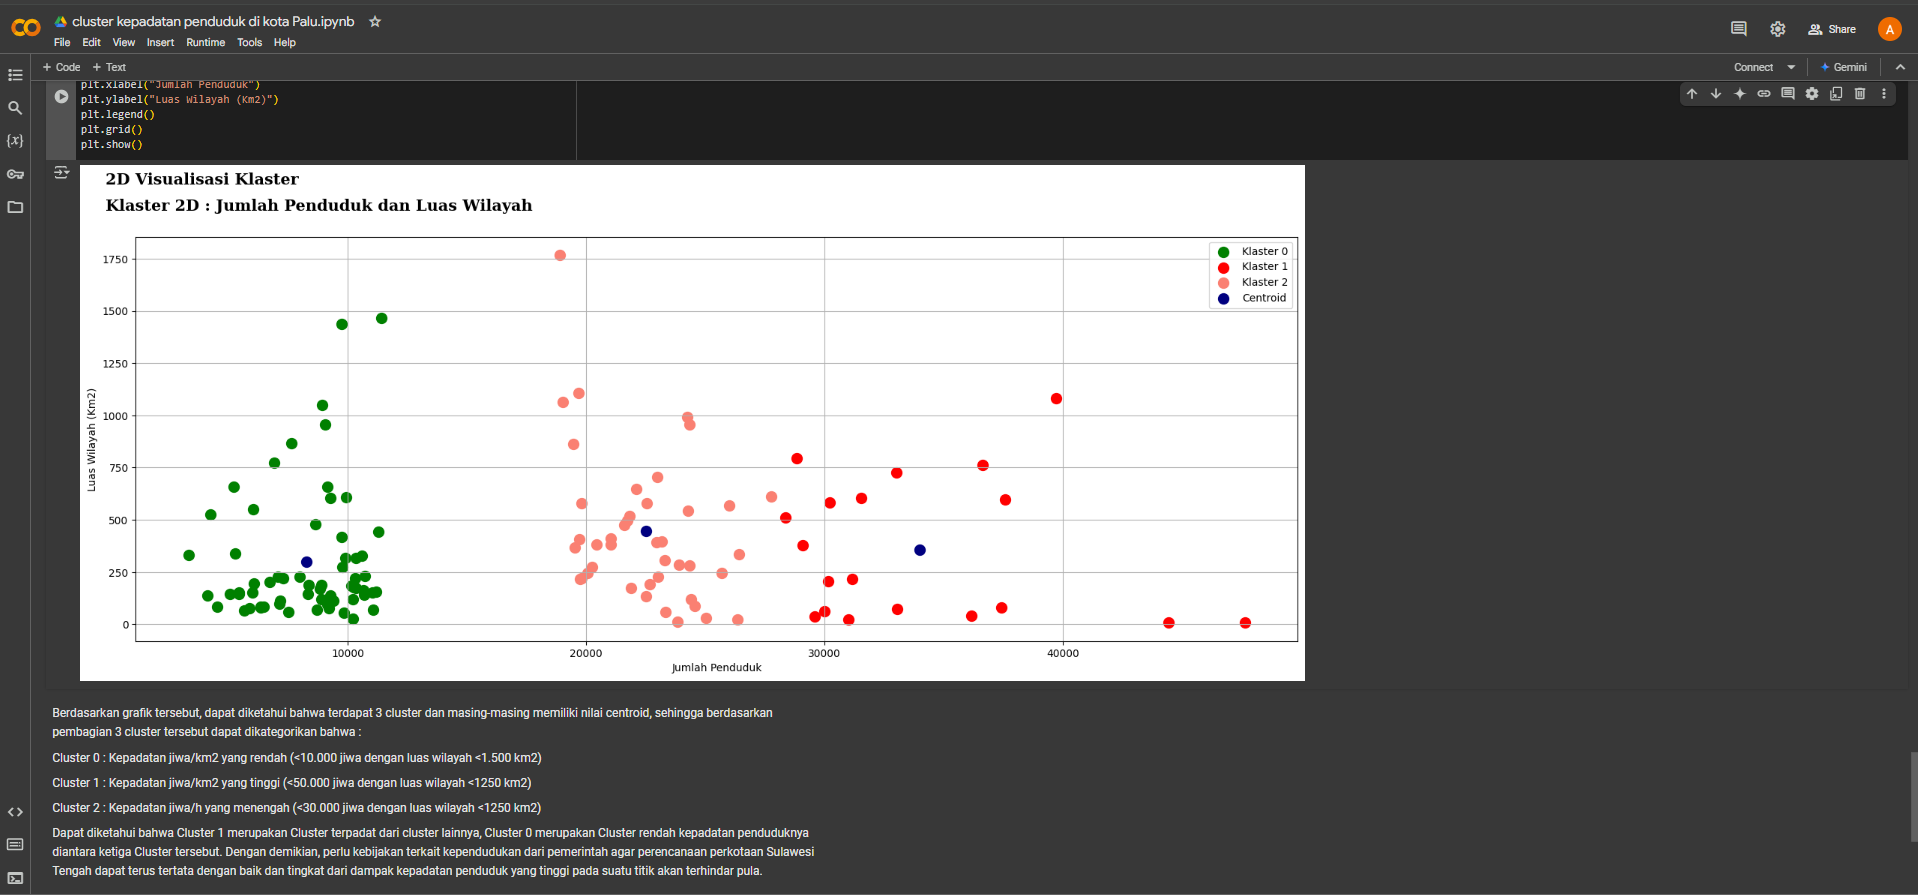 cluster kepadatan penduduk di kota Palu.ipynb
File Edit View Insert Runtime Tools Help
Share
A
+ Code + Text
Connect
Gemini
plt.xlabel("Jumlah Penduduk")
plt.ylabel("Luas Wilayah (Km2)")
plt.legend()
plt.grid()
plt.show()
2D Visualisasi Klaster
Klaster 2D : Jumlah Penduduk dan Luas Wilayah
Klaster 0
Klaster 1
Klaster 2
Centroid
1750
1500
1250
1000
750
500
250
0
Luas Wilayah (Km2)
10000 20000 30000 40000
Jumlah Penduduk
Berdasarkan grafik tersebut, dapat diketahui bahwa terdapat 3 cluster dan masing-masing memiliki nilai centroid, sehingga berdasarkan
pembagian 3 cluster tersebut dapat dikategorikan bahwa :
Cluster 0 : Kepadatan jiwa/km2 yang rendah (<10.000 jiwa dengan luas wilayah <1.500 km2)
Cluster 1 : Kepadatan jiwa/km2 yang tinggi (<50.000 jiwa dengan luas wilayah <1250 km2)
Cluster 2 : Kepadatan jiwa/h yang menengah (<30.000 jiwa dengan luas wilayah <1250 km2)
Dapat diketahui bahwa Cluster 1 merupakan Cluster terpadat dari cluster lainnya, Cluster 0 merupakan Cluster rendah kepadatan penduduknya
diantara ketiga Cluster tersebut. Dengan demikian, perlu kebijakan terkait kependudukan dari pemerintah agar perencanaan perkotaan Sulawesi
Tengah dapat terus tertata dengan baik dan tingkat dari dampak kepadatan penduduk yang tinggi pada suatu titik akan terhindar pula.